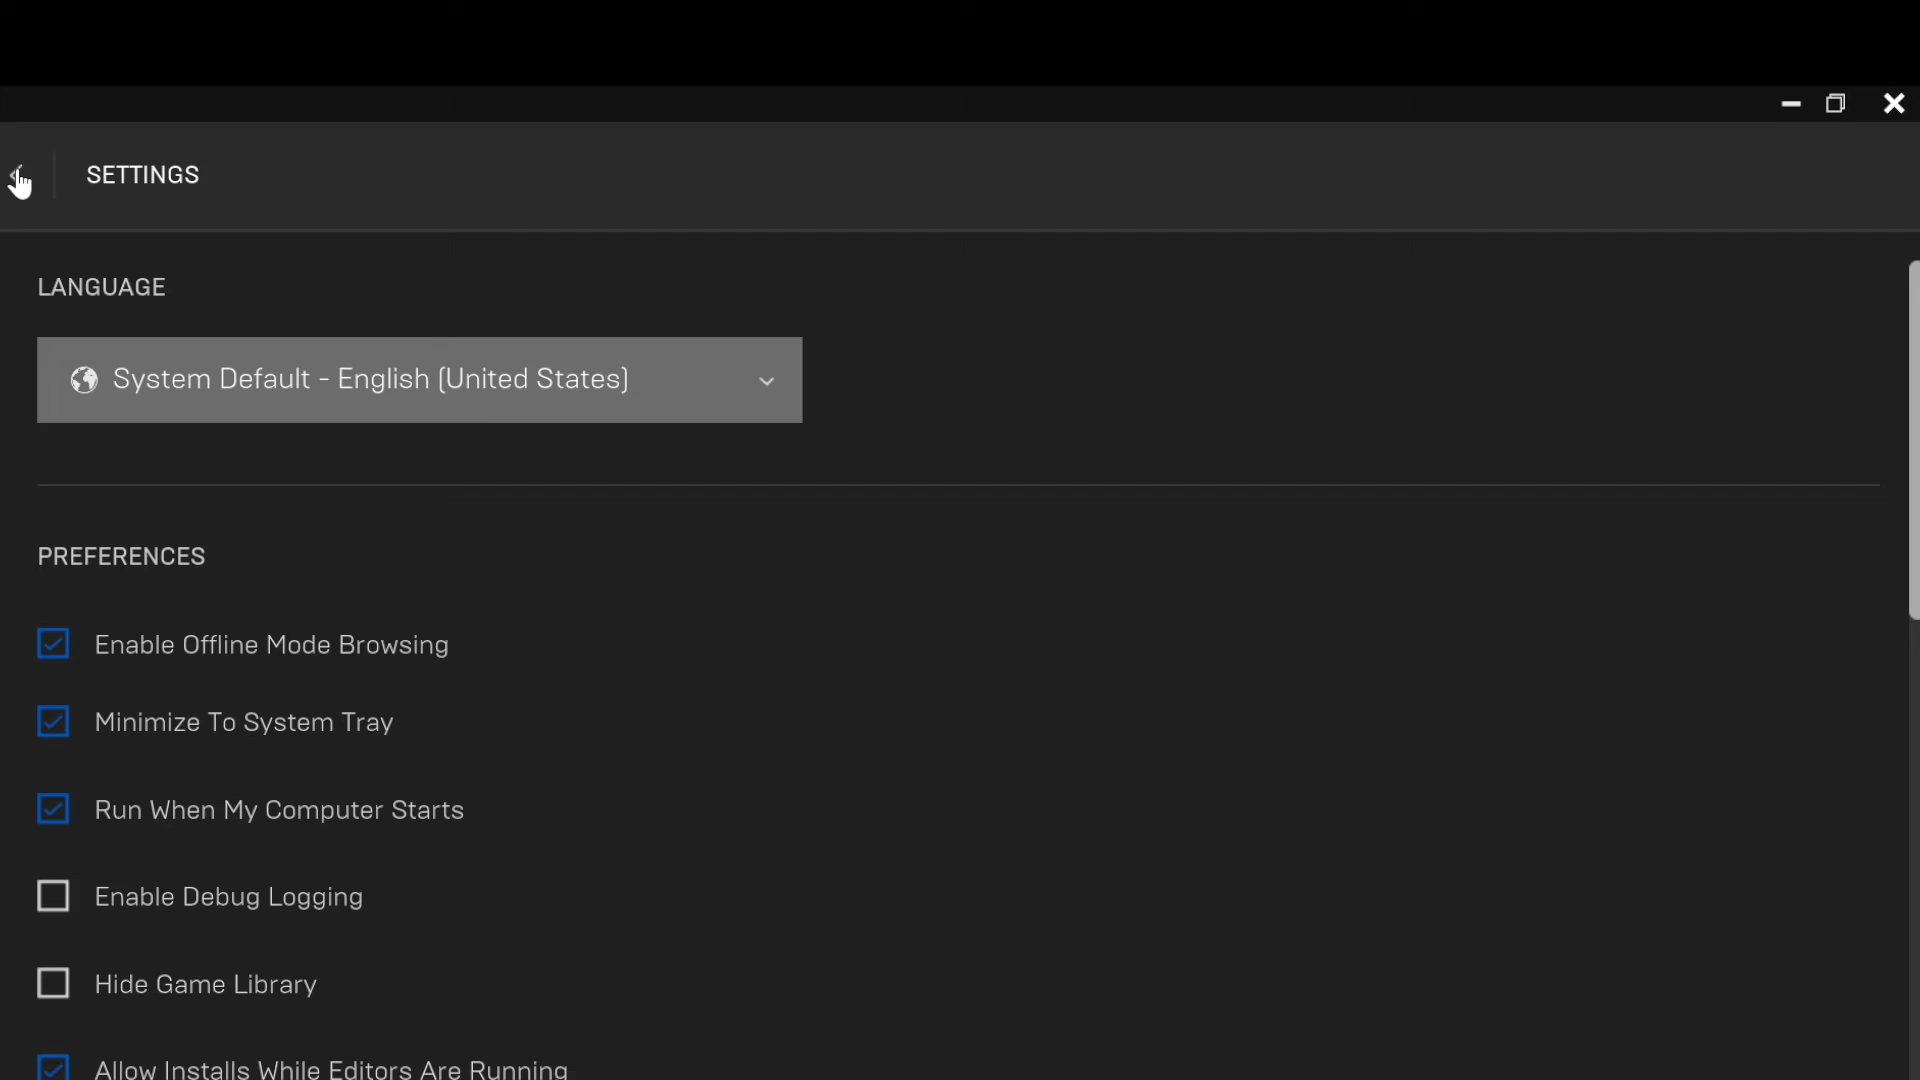 SETTINGS
LANGUAGE
System Default - English (United States)
PREFERENCES
Enable Offline Mode Browsing
Minimize To System Tray
Run When My Computer Starts
Enable Debug Logging
Hide Game Library
Allow Installs While Editors Are Running